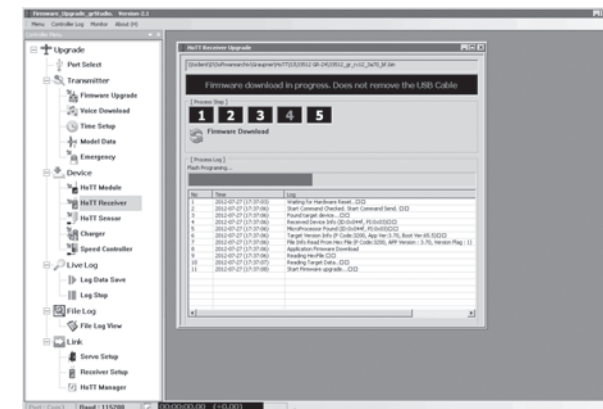 Firmware_Upgrade_grStudio. Version-2.1
Menu Controller Log Monitor About (H)
Controller Menu
Upgrade
Port Select
Transmitter
Firmware Upgrade
Voice Download
Time Setup
Model Data
Emergency
Device
HoTT Module
HoTT Receiver
HoTT Sensor
Charger
Speed Controller
LiveLog
Log Data Save
Log Stop
FileLog
File Log View
Link
Servo Setup
Receiver Setup
HoTT Manager
HoTT Receiver Upgrade
Firmware download in progress. Does not remove the USB Cable
[ Process Step ]
1 2 3 4 5
Firmware Download
[ Process Log ]
Flash Programing...
No Time Log
1 2012-07-27 (17:37:03) Waiting for Hardware Reset..
2 2012-07-27 (17:37:06) Start Command Checked. Start Command Send.
3 2012-07-27 (17:37:06) Found target device...
4 2012-07-27 (17:37:06) Received Device Info
5 2012-07-27 (17:37:06) MicroProcessor Found
6 2012-07-27 (17:37:06) Target Version Info
7 2012-07-27 (17:37:06) File Info Read From Hex File
8 2012-07-27 (17:37:06) Application Firmware Download
9 2012-07-27 (17:37:06) Reading HexFile
10 2012-07-27 (17:37:07) Reading Target Data..
11 2012-07-27 (17:37:08) Start Firmware upgrade...
Port : Com1 Baud : 115200 00:00:00.00 (+0.00)